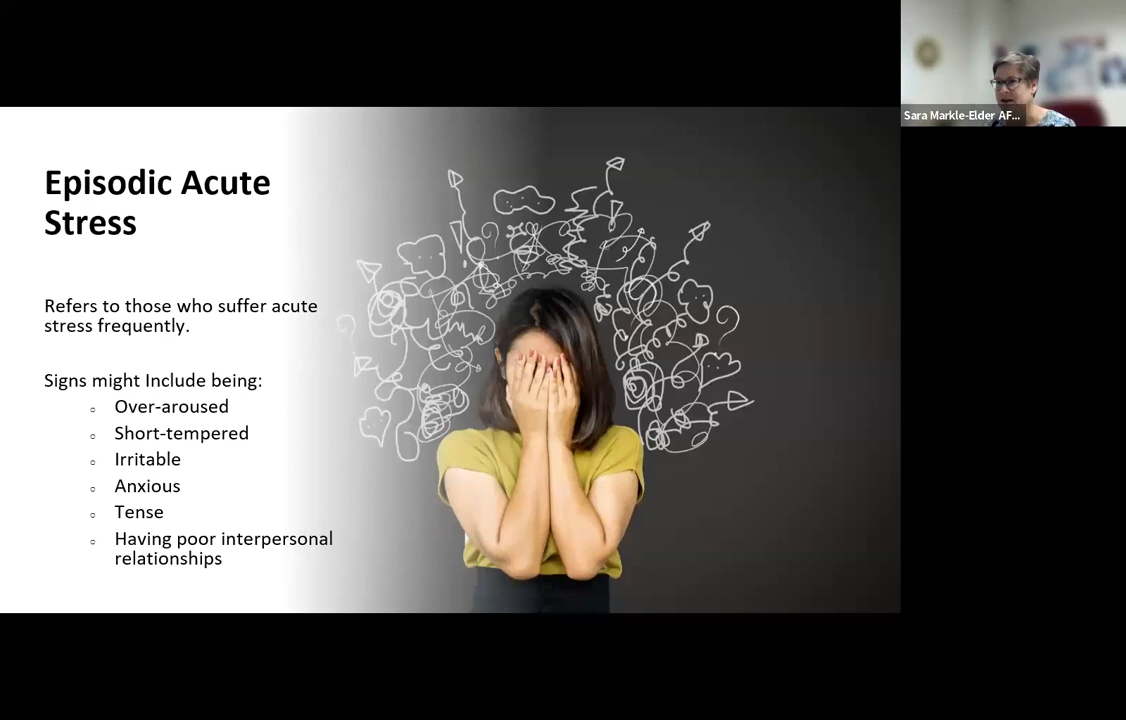 Episodic Acute
Stress
Refers to those who suffer acute
stress frequently.
Signs might Include being:
○ Over-aroused
○ Short-tempered
○ Irritable
○ Anxious
○ Tense
○ Having poor interpersonal
relationships
Sara Markle-Elder AF...